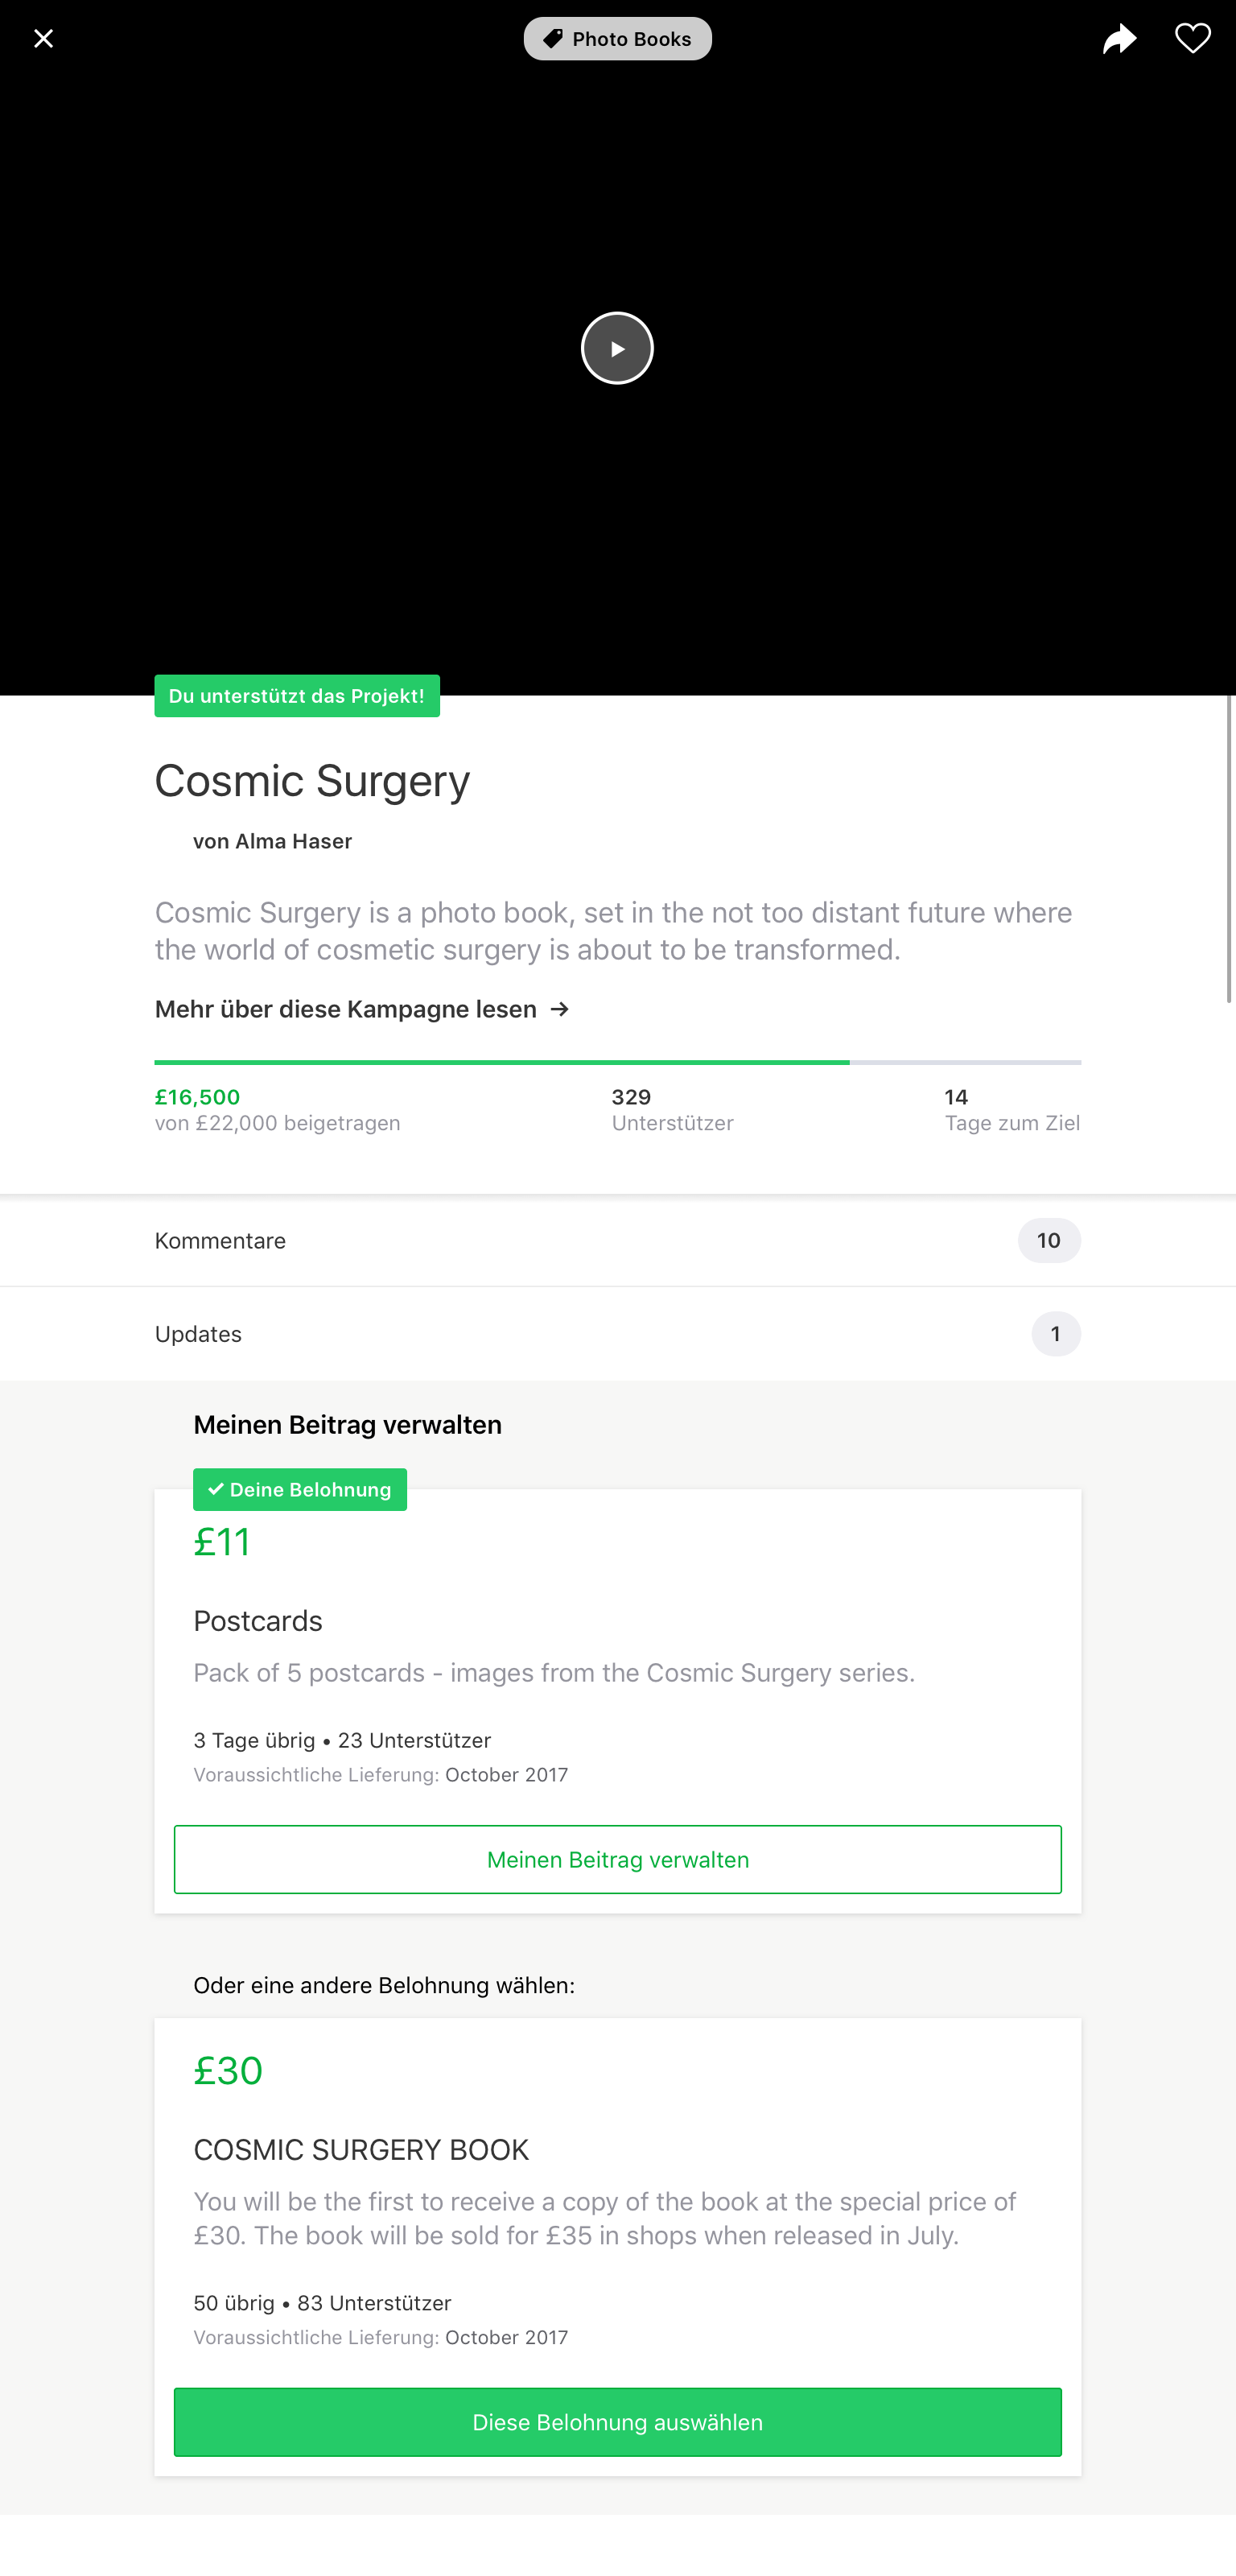 Photo Books
Du unterstützt das Projekt!
Cosmic Surgery
von Alma Haser
Cosmic Surgery is a photo book, set in the not too distant future where
the world of cosmetic surgery is about to be transformed.
Mehr über diese Kampagne lesen →
£16,500
von £22,000 beigetragen
329
Unterstützer
14
Tage zum Ziel
Kommentare
10
Updates
1
Meinen Beitrag verwalten
Deine Belohnung
£11
Postcards
Pack of 5 postcards - images from the Cosmic Surgery series.
3 Tage übrig • 23 Unterstützer
Voraussichtliche Lieferung: October 2017
Meinen Beitrag verwalten
Oder eine andere Belohnung wählen:
£30
COSMIC SURGERY BOOK
You will be the first to receive a copy of the book at the special price of
£30. The book will be sold for £35 in shops when released in July.
50 übrig • 83 Unterstützer
Voraussichtliche Lieferung: October 2017
Diese Belohnung auswählen